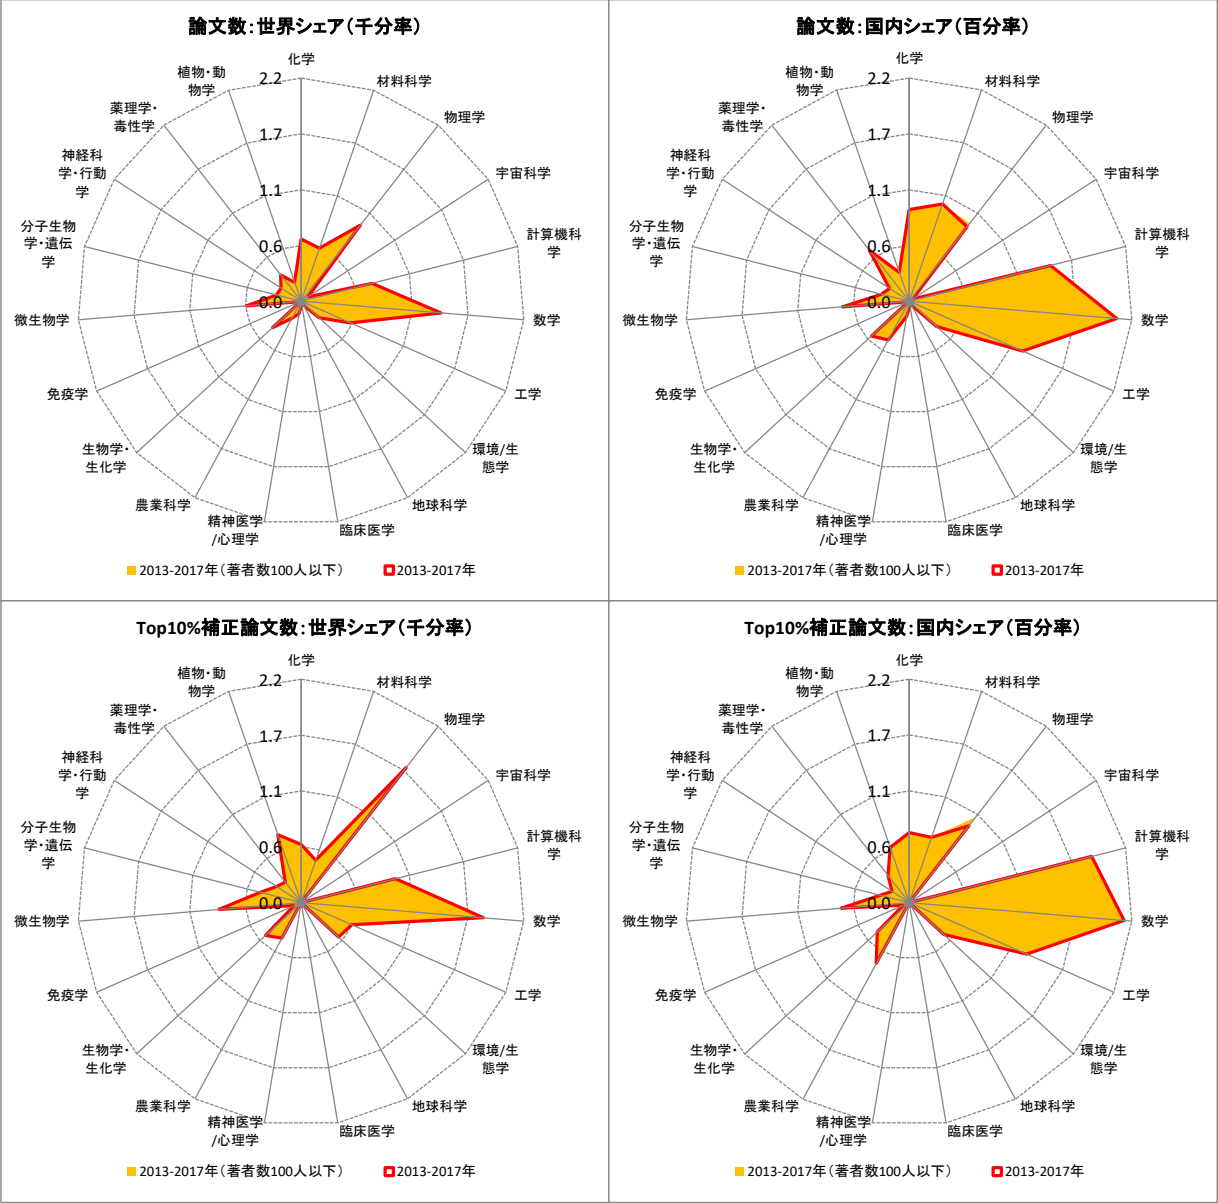 論文数：世界シェア（千分率）
化学
材料科学
物理学
宇宙科学
計算機科
学
数学
工学
環境/生
態学
地球科学
臨床医学
精神医学
/心理学
農業科学
生物学・
生化学
免疫学
微生物学
分子生物
学・遺伝
学
神経科
学・行動
学
薬理学・
毒性学
植物・動
物学
2.2
1.7
1.1
0.6
0.0
2013-2017年（著者数100人以下）
2013-2017年
論文数：国内シェア（百分率）
化学
材料科学
物理学
宇宙科学
計算機科
学
数学
工学
環境/生
態学
地球科学
臨床医学
精神医学
/心理学
農業科学
生物学・
生化学
免疫学
微生物学
分子生物
学・遺伝
学
神経科
学・行動
学
薬理学・
毒性学
植物・動
物学
2.2
1.7
1.1
0.6
0.0
2013-2017年（著者数100人以下）
2013-2017年
Top10%補正論文数：世界シェア（千分率）
化学
材料科学
物理学
宇宙科学
計算機科
学
数学
工学
環境/生
態学
地球科学
臨床医学
精神医学
/心理学
農業科学
生物学・
生化学
免疫学
微生物学
分子生物
学・遺伝
学
神経科
学・行動
学
薬理学・
毒性学
植物・動
物学
2.2
1.7
1.1
0.6
0.0
2013-2017年（著者数100人以下）
2013-2017年
Top10%補正論文数：国内シェア（百分率）
化学
材料科学
物理学
宇宙科学
計算機科
学
数学
工学
環境/生
態学
地球科学
臨床医学
精神医学
/心理学
農業科学
生物学・
生化学
免疫学
微生物学
分子生物
学・遺伝
学
神経科
学・行動
学
薬理学・
毒性学
植物・動
物学
2.2
1.7
1.1
0.6
0.0
2013-2017年（著者数100人以下）
2013-2017年